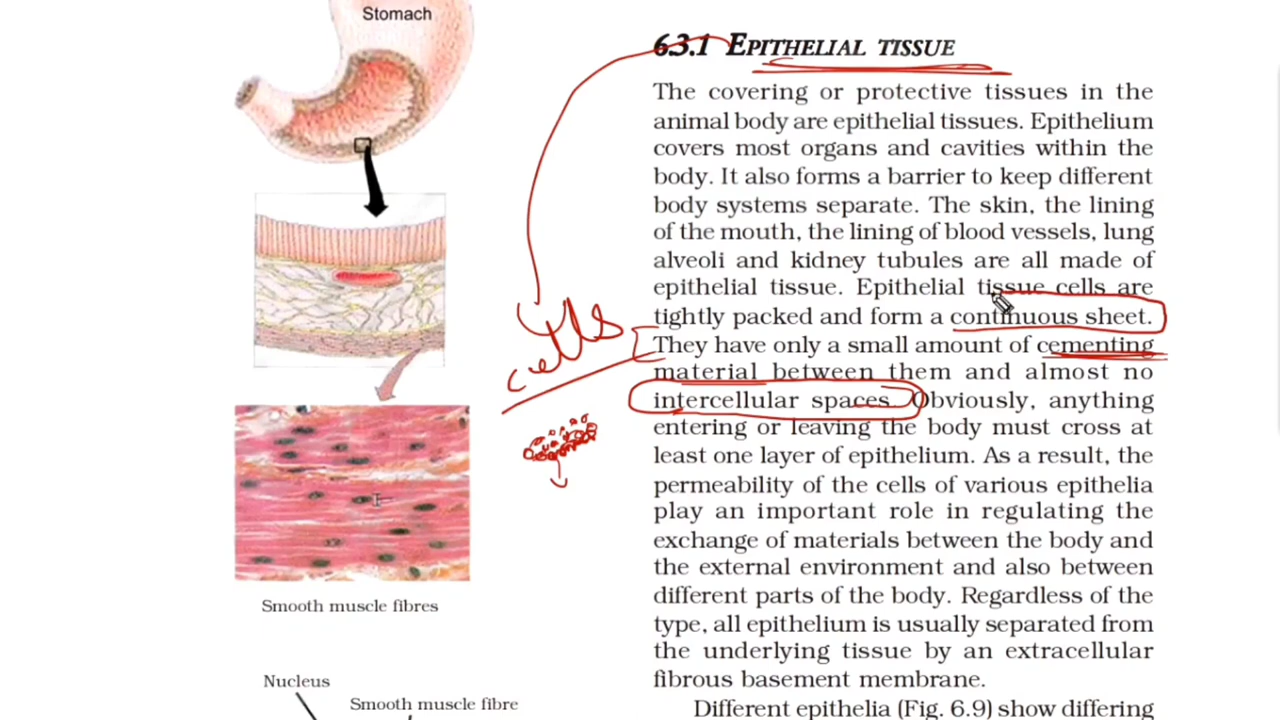 Stomach
Smooth muscle fibres
Nucleus
Smooth muscle fibre
cells
6.3.1 EPITHELIAL TISSUE
The covering or protective tissues in the
animal body are epithelial tissues. Epithelium
covers most organs and cavities within the
body. It also forms a barrier to keep different
body systems separate. The skin, the lining
of the mouth, the lining of blood vessels, lung
alveoli and kidney tubules are all made of
epithelial tissue. Epithelial tissue cells are
tightly packed and form a continuous sheet.
They have only a small amount of cementing
material between them and almost no
intercellular spaces. Obviously, anything
entering or leaving the body must cross at
least one layer of epithelium. As a result, the
permeability of the cells of various epithelia
play an important role in regulating the
exchange of materials between the body and
the external environment and also between
different parts of the body. Regardless of the
type, all epithelium is usually separated from
the underlying tissue by an extracellular
fibrous basement membrane.
Different epithelia (Fig. 6.9) show differing